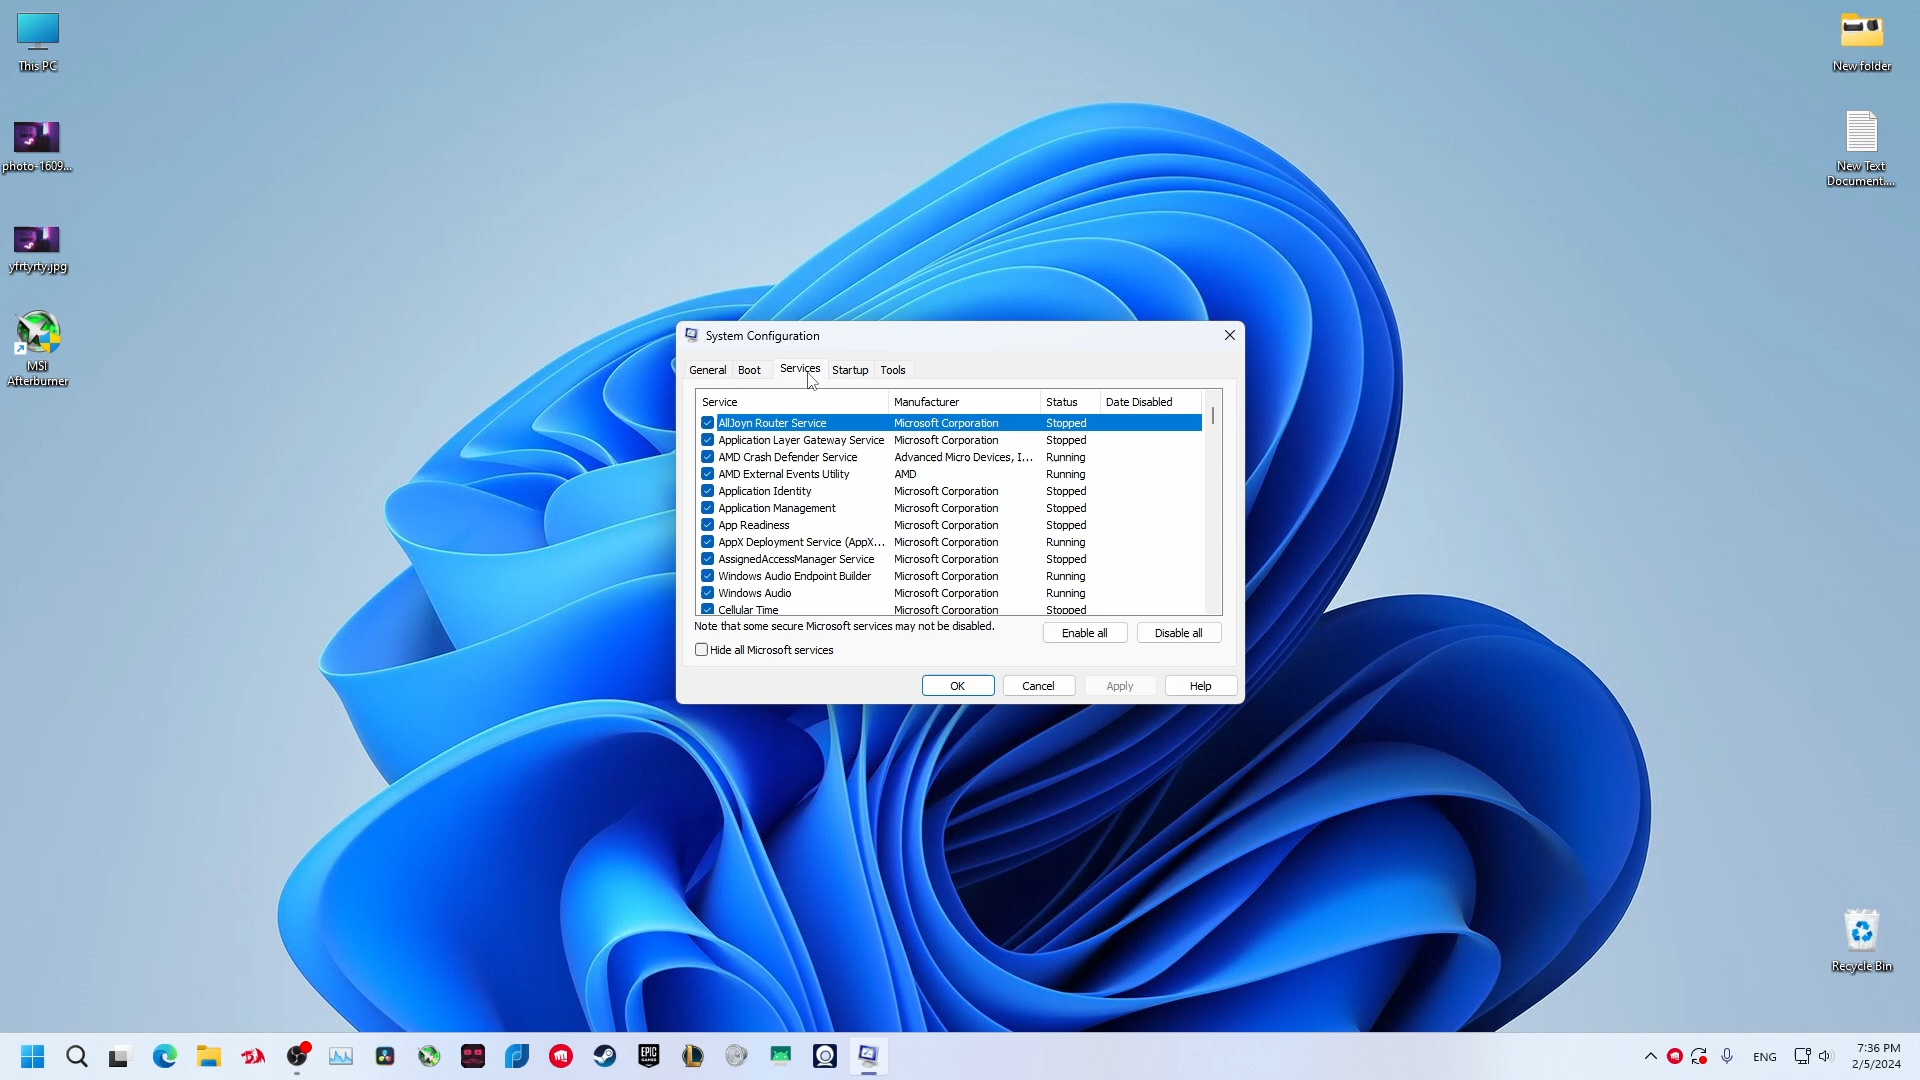 This PC
photo-1609...
yfrtyrty.jpg
MSI
Afterburner
New folder
New Text
Document....
Recycle Bin
System Configuration
General Boot Services Startup Tools
Service Manufacturer Status Date Disabled
AllJoyn Router Service Microsoft Corporation Stopped
Application Layer Gateway Service Microsoft Corporation Stopped
AMD Crash Defender Service Advanced Micro Devices, I... Running
AMD External Events Utility AMD Running
Application Identity Microsoft Corporation Stopped
Application Management Microsoft Corporation Stopped
App Readiness Microsoft Corporation Stopped
AppX Deployment Service (AppX... Microsoft Corporation Running
AssignedAccessManager Service Microsoft Corporation Stopped
Windows Audio Endpoint Builder Microsoft Corporation Running
Windows Audio Microsoft Corporation Running
Cellular Time Microsoft Corporation Stopped
Note that some secure Microsoft services may not be disabled.
Enable all Disable all
Hide all Microsoft services
OK Cancel Apply Help
EPIC
GAMES
ENG
7:36 PM
2/5/2024